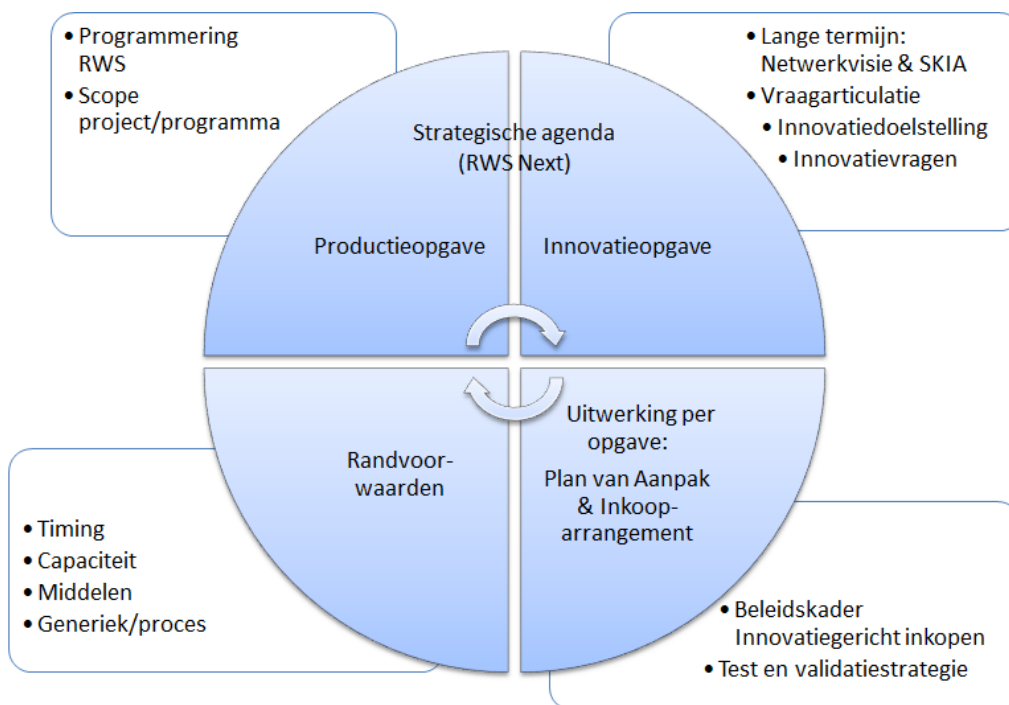 • Programmering
RWS
• Scope
project/programma
• Lange termijn:
Netwerkvisie & SKIA
• Vraagarticulatie
• Innovatiedoelstelling
• Innovatievragen
Strategische agenda
(RWS Next)
Productieopgave
Innovatieopgave
Randvoor-
waarden
Uitwerking per
opgave:
Plan van Aanpak
& Inkoop-
arrangement
• Timing
• Capaciteit
• Middelen
• Generiek/proces
• Beleidskader
Innovatiegericht inkopen
• Test en validatiestrategie